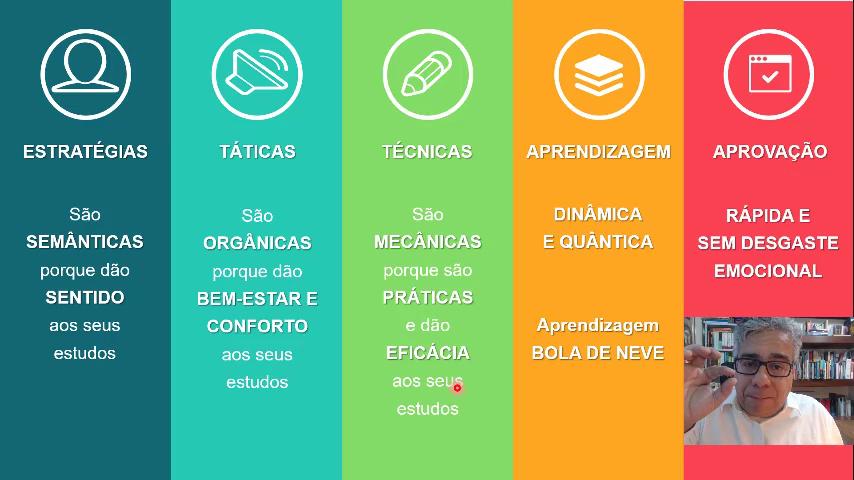 ESTRATÉGIAS
São
SEMÂNTICAS
porque dão
SENTIDO
aos seus
estudos
TÁTICAS
São
ORGÂNICAS
porque dão
BEM-ESTAR E
CONFORTO
aos seus
estudos
TÉCNICAS
São
MECÂNICAS
porque são
PRÁTICAS
e dão
EFICÁCIA
aos seus
estudos
APRENDIZAGEM
DINÂMICA
E QUÂNTICA
Aprendizagem
BOLA DE NEVE
APROVAÇÃO
RÁPIDA E
SEM DESGASTE
EMOCIONAL